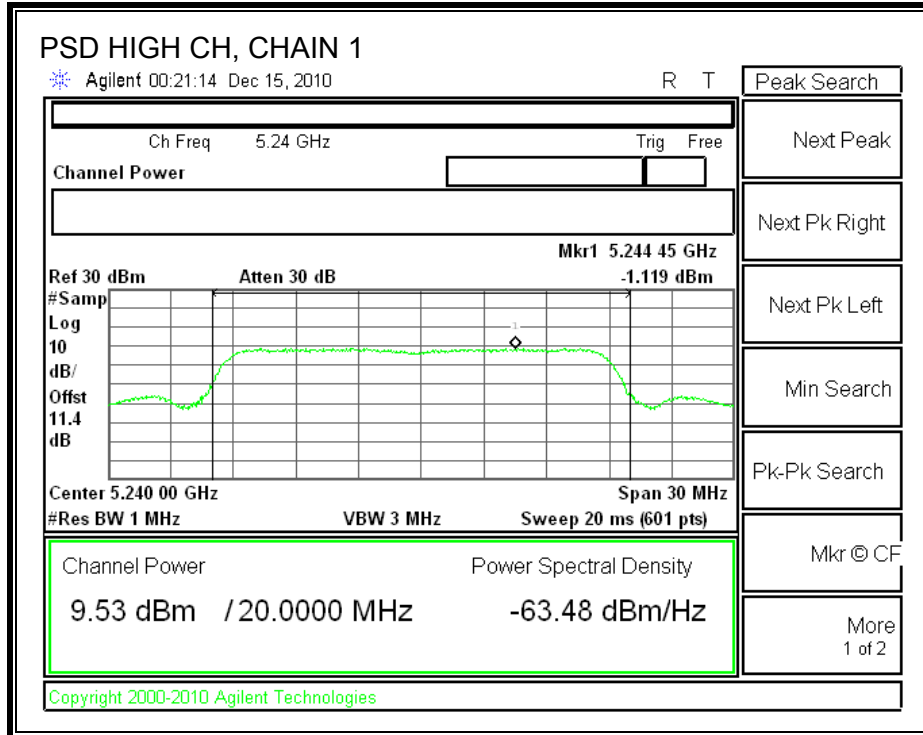 PSD HIGH CH, CHAIN 1
Agilent 00:21:14 Dec 15, 2010 R T
Peak Search
Ch Freq 5.24 GHz Trig Free
Channel Power
Mkr1 5.244 45 GHz
Ref 30 dBm Atten 30 dB -1.119 dBm
#Samp
Log
10
dB/
Offst
11.4
dB
1
Center 5.240 00 GHz Span 30 MHz
#Res BW 1 MHz VBW 3 MHz Sweep 20 ms (601 pts)
Channel Power Power Spectral Density
9.53 dBm / 20.0000 MHz -63.48 dBm/Hz
Next Peak
Next Pk Right
Next Pk Left
Min Search
Pk-Pk Search
Mkr © CF
More
1 of 2
Copyright 2000-2010 Agilent Technologies